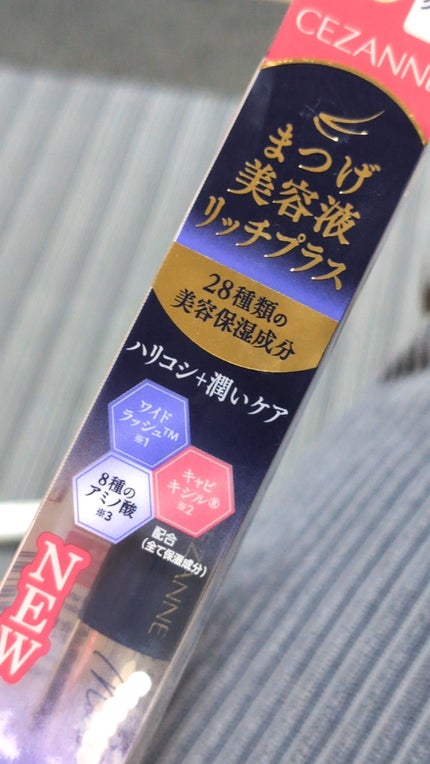 CEZANNE
まつげ
美容液
リッチプラス
28種類の
美容保湿成分
ハリコシ+潤いケア
ワイド
ラッシュ™
※1
キャピ
キシル®
※2
8種の
アミノ酸
※3
配合
(全て保湿成分)
NEW